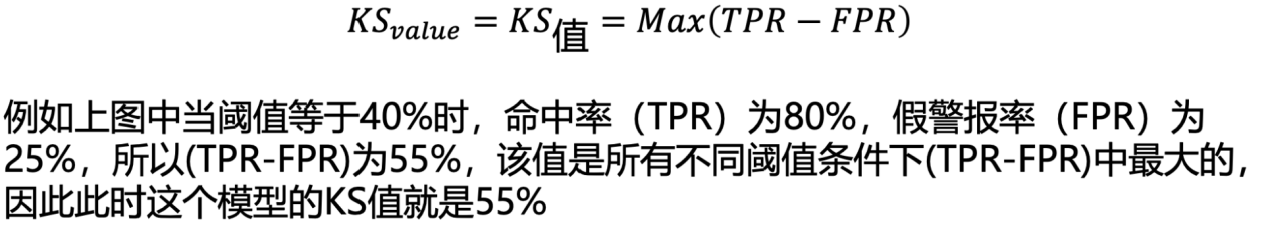 KSvalue = KS值 = Max(TPR − FPR)
例如上图中当阈值等于40%时，命中率（TPR）为80%，假警报率（FPR）为
25%，所以(TPR-FPR)为55%，该值是所有不同阈值条件下(TPR-FPR)中最大的，
因此此时这个模型的KS值就是55%